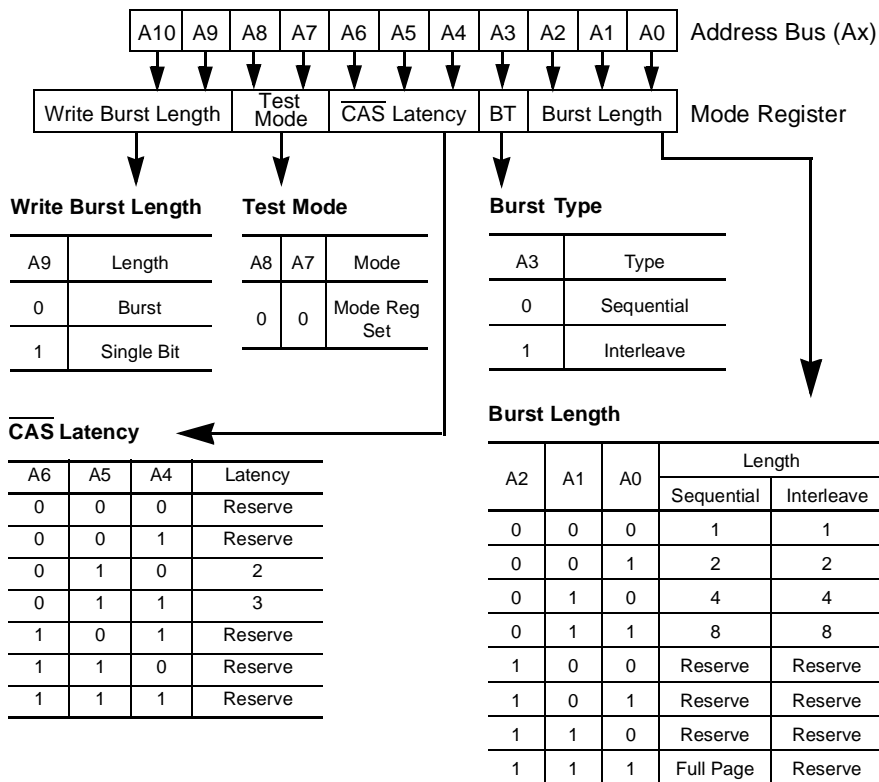 A10 A9 A8 A7 A6 A5 A4 A3 A2 A1 A0 Address Bus (Ax)
Write Burst Length Test Mode CAS Latency BT Burst Length Mode Register
Write Burst Length
A9 Length
0 Burst
1 Single Bit
Test Mode
A8 A7 Mode
0 0 Mode Reg Set
Burst Type
A3 Type
0 Sequential
1 Interleave
CAS Latency
A6 A5 A4 Latency
0 0 0 Reserve
0 0 1 Reserve
0 1 0 2
0 1 1 3
1 0 1 Reserve
1 1 0 Reserve
1 1 1 Reserve
Burst Length
A2 A1 A0 Length
Sequential Interleave
0 0 0 1 1
0 0 1 2 2
0 1 0 4 4
0 1 1 8 8
1 0 0 Reserve Reserve
1 0 1 Reserve Reserve
1 1 0 Reserve Reserve
1 1 1 Full Page Reserve